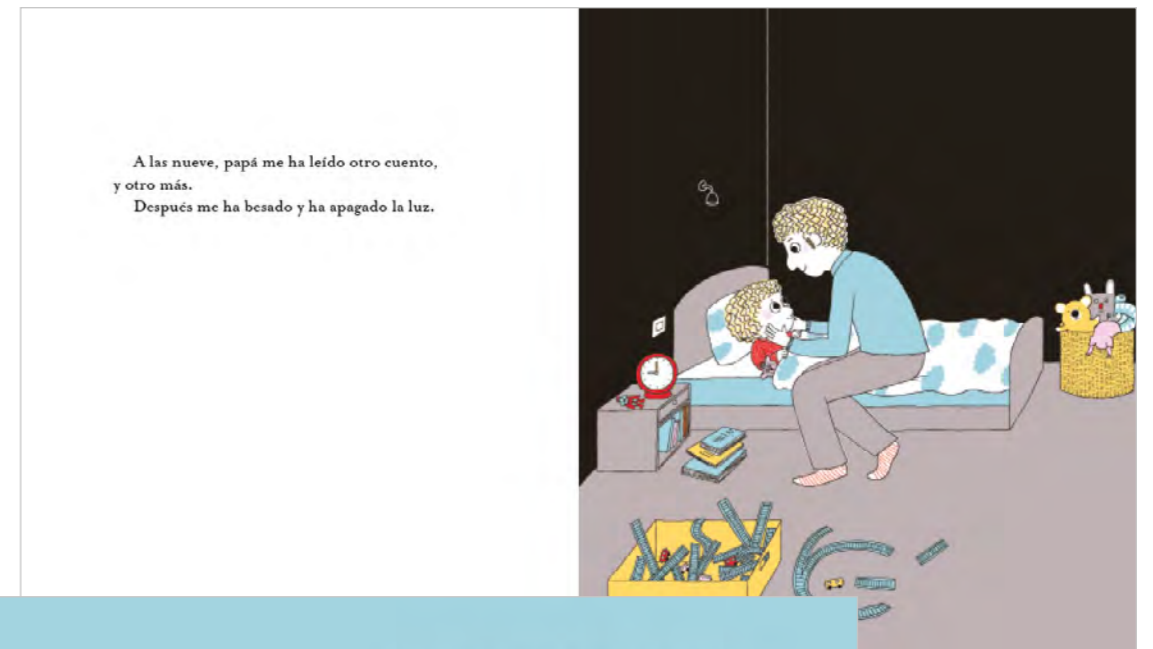 A las nueve, papá me ha leído otro cuento,
y otro más.
Después me ha besado y ha apagado la luz.